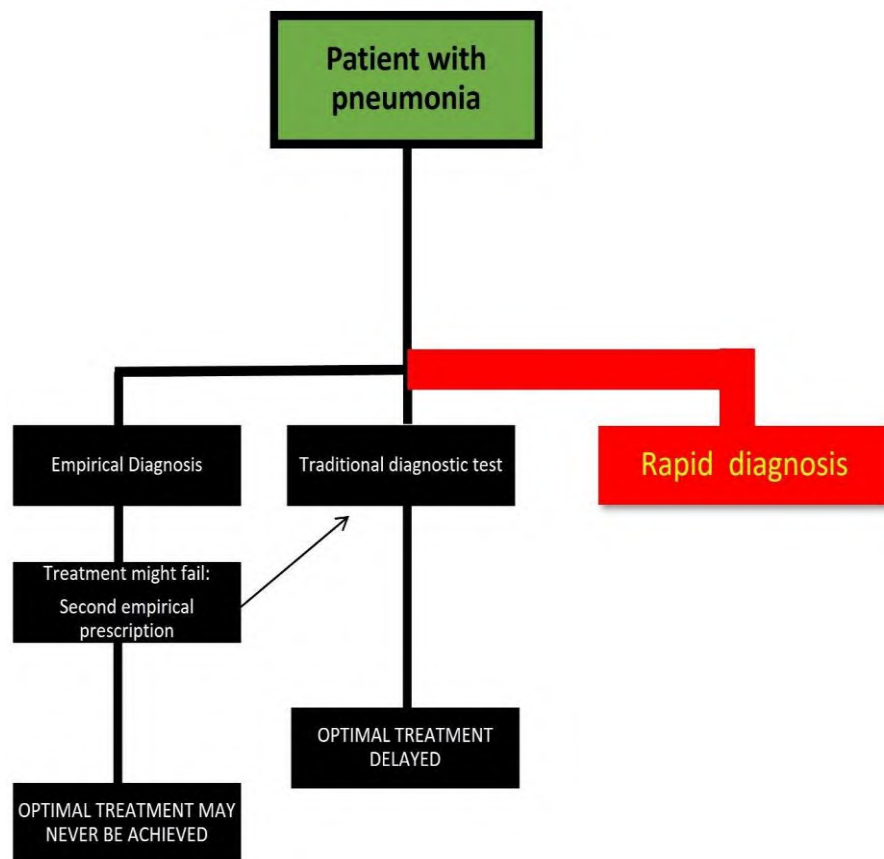 Patient with
pneumonia
Empirical Diagnosis
Traditional diagnostic test
Rapid diagnosis
Treatment might fail:
Second empirical
prescription
OPTIMAL TREATMENT
DELAYED
OPTIMAL TREATMENT MAY
NEVER BE ACHIEVED